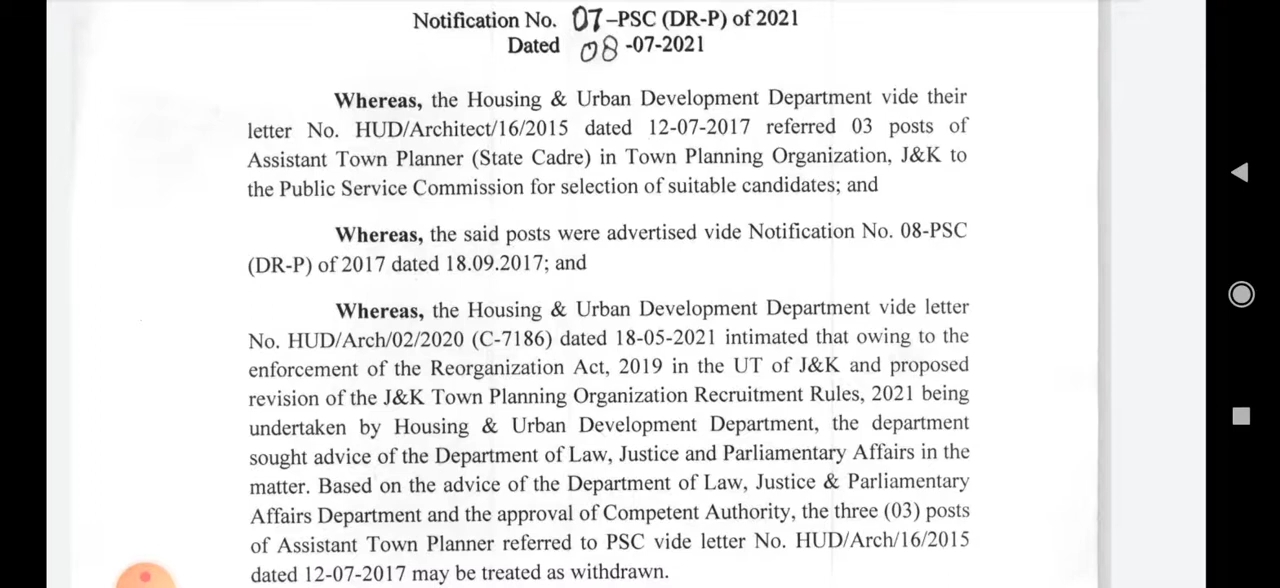 Notification No. 07-PSC (DR-P) of 2021
Dated 08-07-2021
Whereas, the Housing & Urban Development Department vide their
letter No. HUD/Architect/16/2015 dated 12-07-2017 referred 03 posts of
Assistant Town Planner (State Cadre) in Town Planning Organization, J&K to
the Public Service Commission for selection of suitable candidates; and
Whereas, the said posts were advertised vide Notification No. 08-PSC
(DR-P) of 2017 dated 18.09.2017; and
Whereas, the Housing & Urban Development Department vide letter
No. HUD/Arch/02/2020 (C-7186) dated 18-05-2021 intimated that owing to the
enforcement of the Reorganization Act, 2019 in the UT of J&K and proposed
revision of the J&K Town Planning Organization Recruitment Rules, 2021 being
undertaken by Housing & Urban Development Department, the department
sought advice of the Department of Law, Justice and Parliamentary Affairs in the
matter. Based on the advice of the Department of Law, Justice & Parliamentary
Affairs Department and the approval of Competent Authority, the three (03) posts
of Assistant Town Planner referred to PSC vide letter No. HUD/Arch/16/2015
dated 12-07-2017 may be treated as withdrawn.